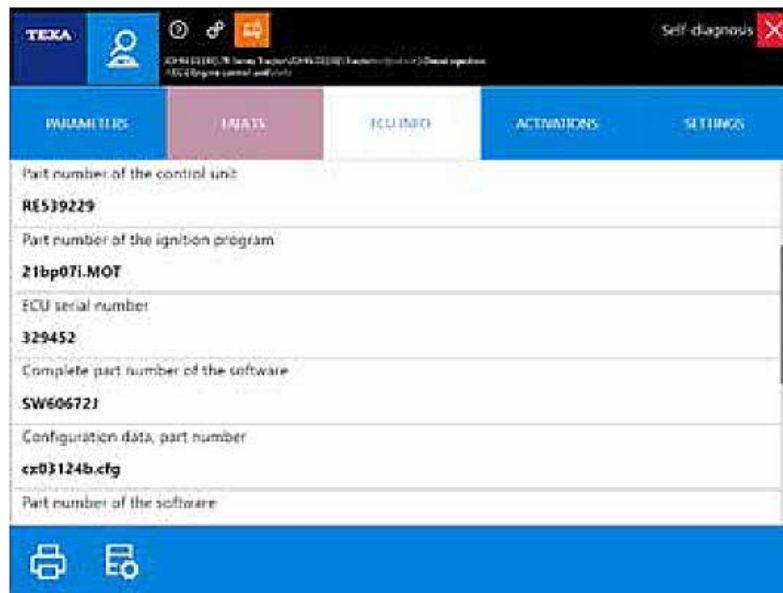 TEXA
Self-diagnosis
PARAMETERS
FAULTS
ECU INFO
ACTIVATIONS
SETTINGS
Part number of the control unit
RE539229
Part number of the ignition program
21bp07i.MOT
ECU serial number
329452
Complete part number of the software
SW60672J
Configuration data, part number
cz03124b.cfg
Part number of the software